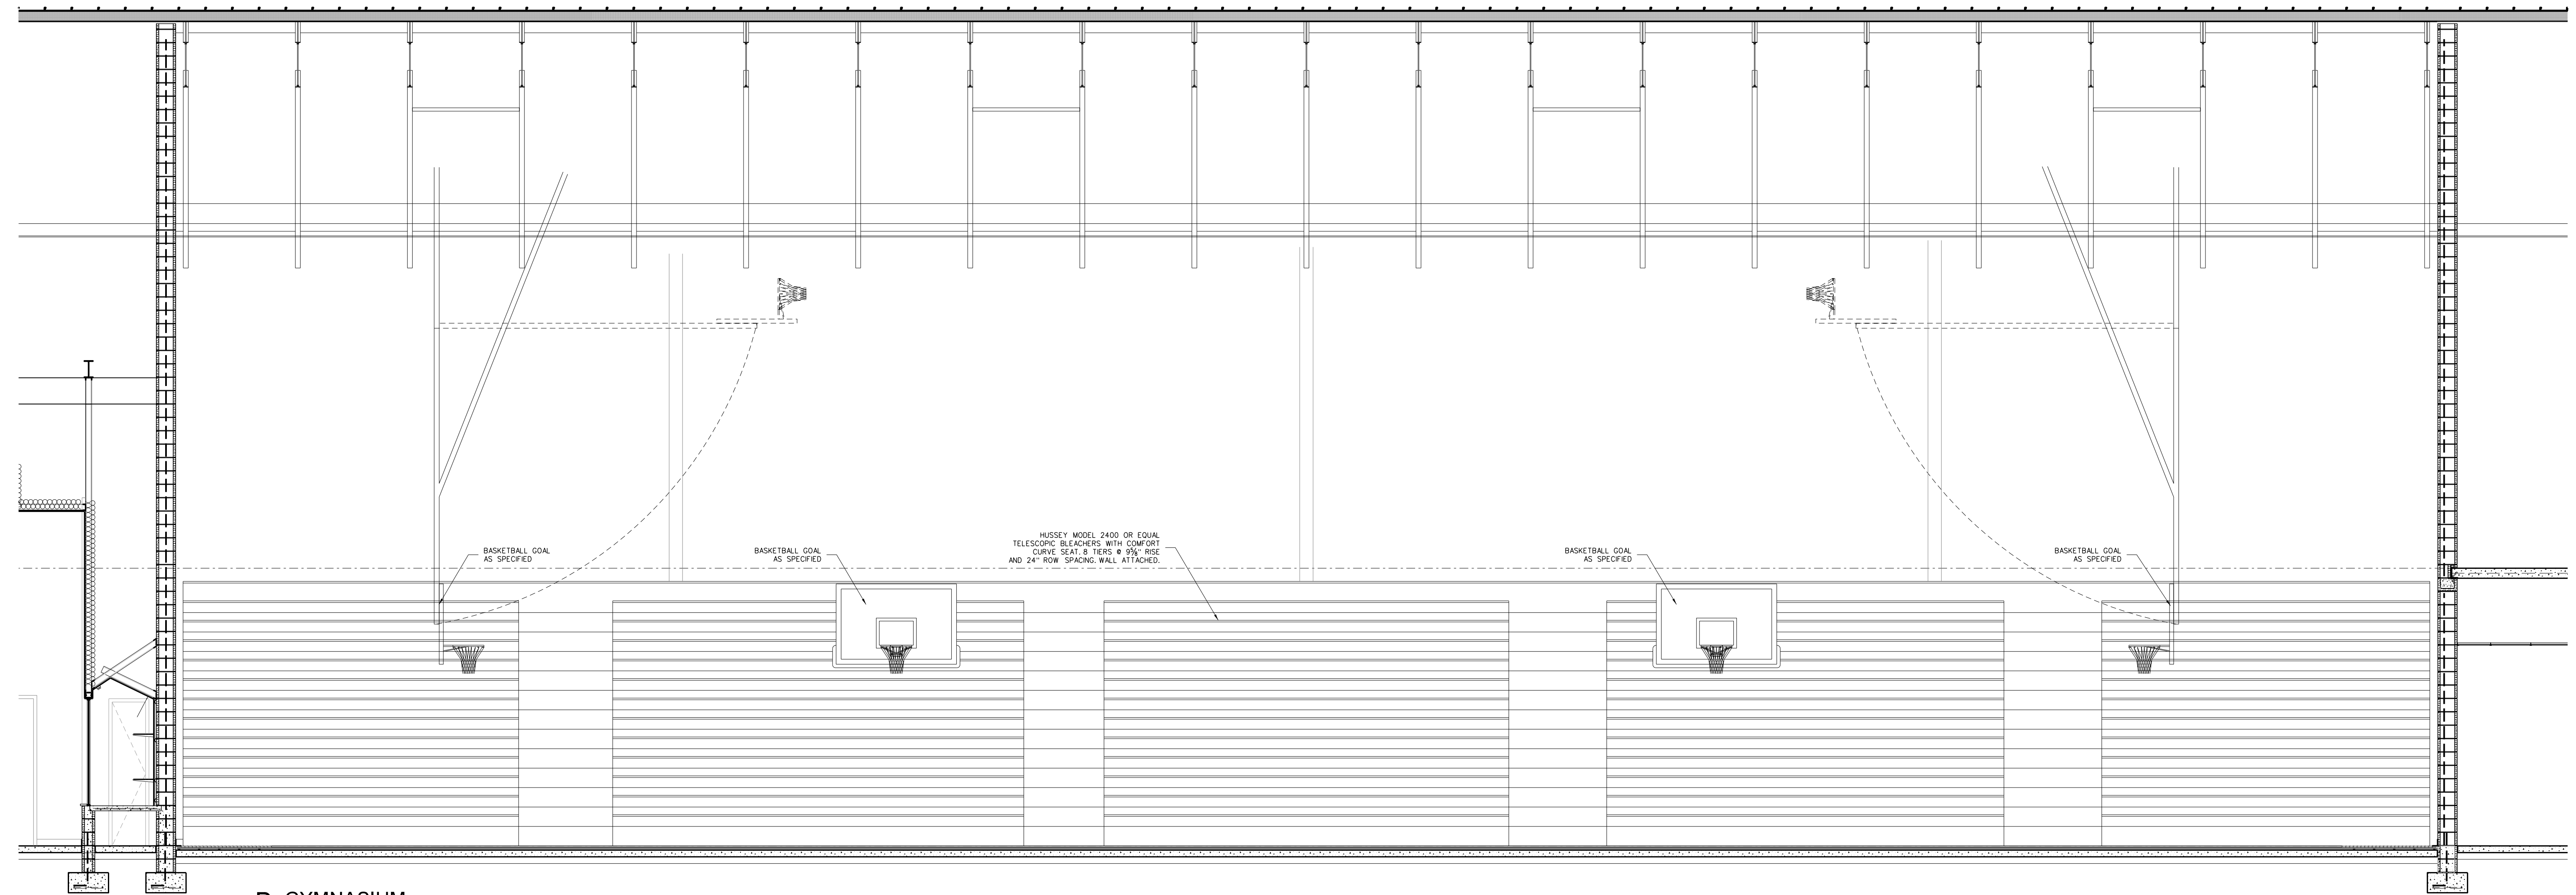 HUSSEY MODEL 2400 OR EQUAL
TELESCOPIC BLEACHERS WITH COMFORT
CURVE SEAT. 8 TIERS @ 9⅝" RISE
AND 24" ROW SPACING. WALL ATTACHED.
BASKETBALL GOAL
AS SPECIFIED
BASKETBALL GOAL
AS SPECIFIED
BASKETBALL GOAL
AS SPECIFIED
BASKETBALL GOAL
AS SPECIFIED
B GYMNASIUM